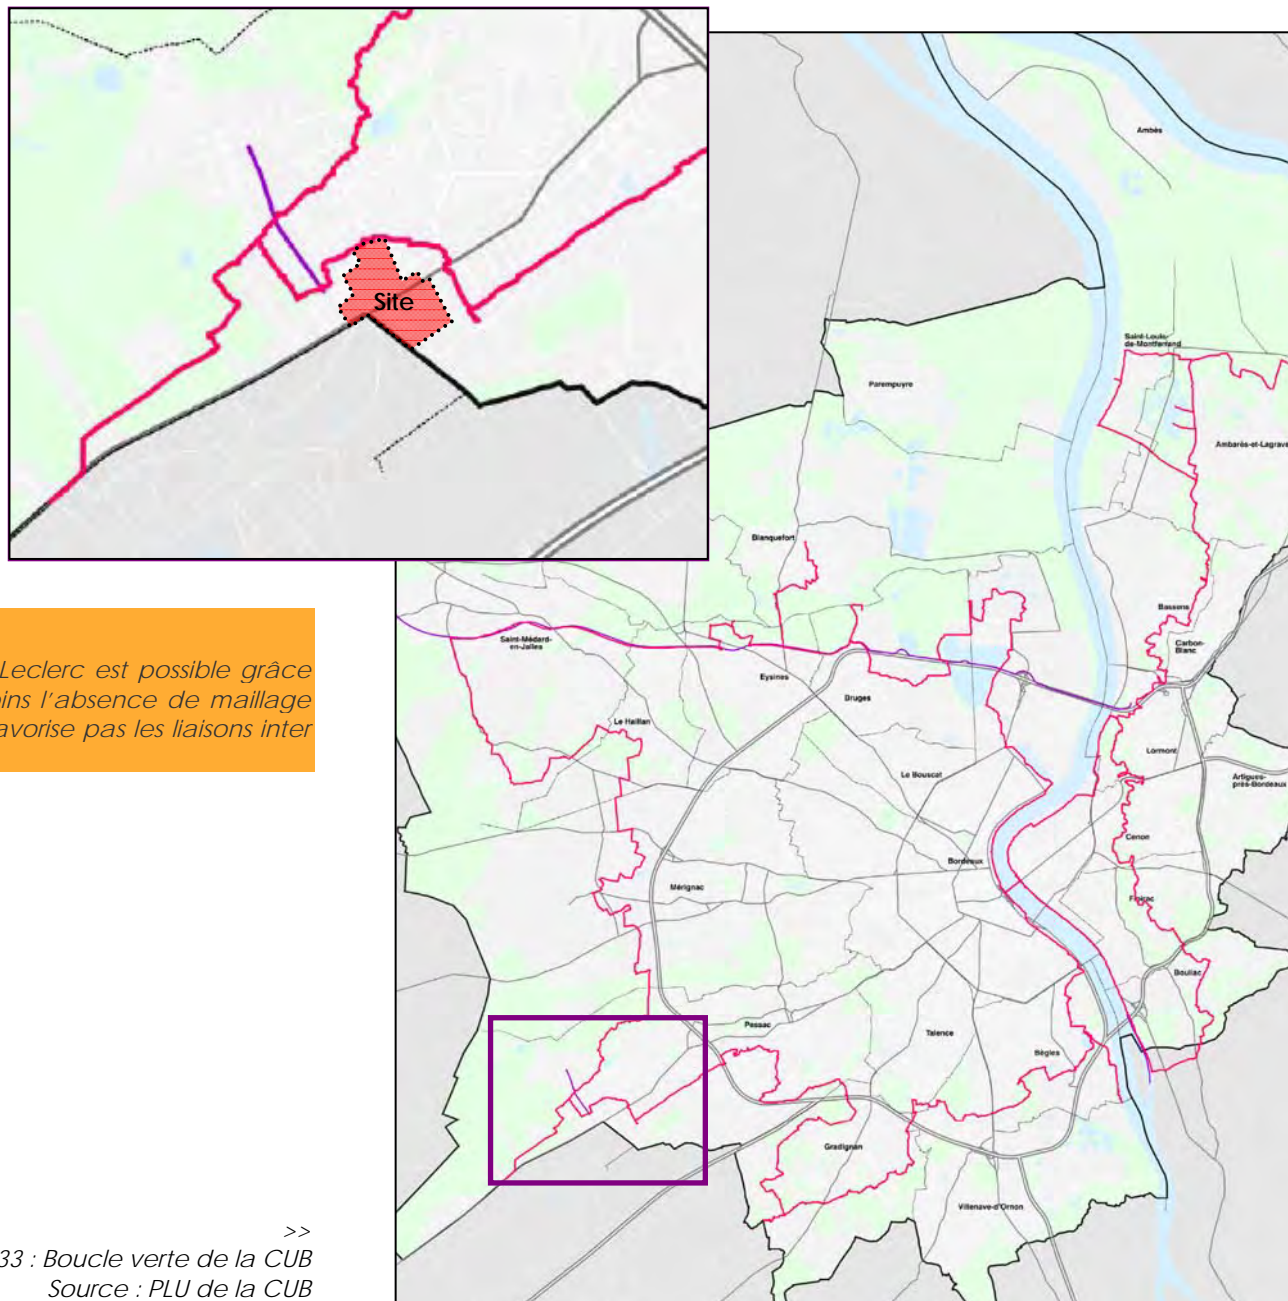 Site
Ambès
Saint-Louis-
de-Montferrand
Parempuyre
Ambarès-et-Lagrave
Blanquefort
Bassens
Saint-Médard-
en-Jalles
Carbon-
Blanc
Eysines
Bruges
Le Haillan
Lormont
Le Bouscat
Artigues-
près-Bordeaux
Cenon
Bordeaux
Mérignac
Floirac
Bouliac
Pessac
Talence
Bègles
Gradignan
Villenave-d'Ornon
Leclerc est possible grâce
ins l'absence de maillage
avorise pas les liaisons inter
>>
33 : Boucle verte de la CUB
Source : PLU de la CUB